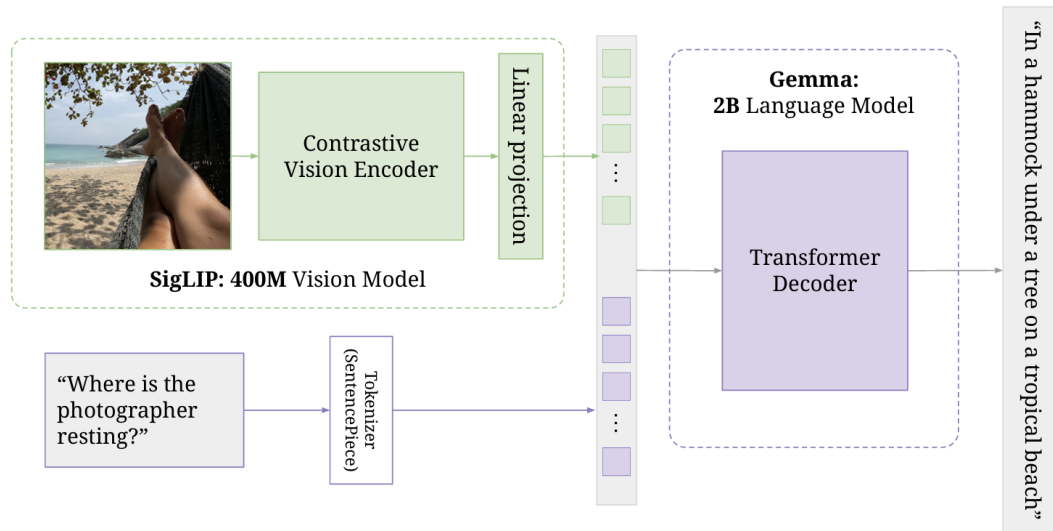 Contrastive
Vision Encoder
Linear projection
SigLIP: 400M Vision Model
“Where is the
photographer
resting?”
Tokenizer
(SentencePiece)
⋮
⋮
Gemma:
2B Language Model
Transformer
Decoder
“In a hammock under a tree on a tropical beach”